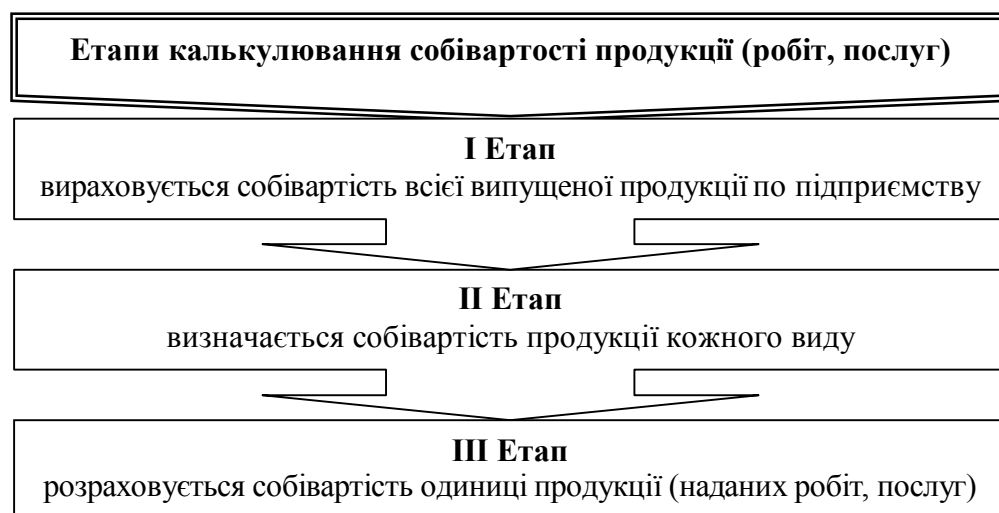 Етапи калькулювання собівартості продукції (робіт, послуг)
І Етап
вираховується собівартість всієї випущеної продукції по підприємству
ІІ Етап
визначається собівартість продукції кожного виду
ІІІ Етап
розраховується собівартість одиниці продукції (наданих робіт, послуг)